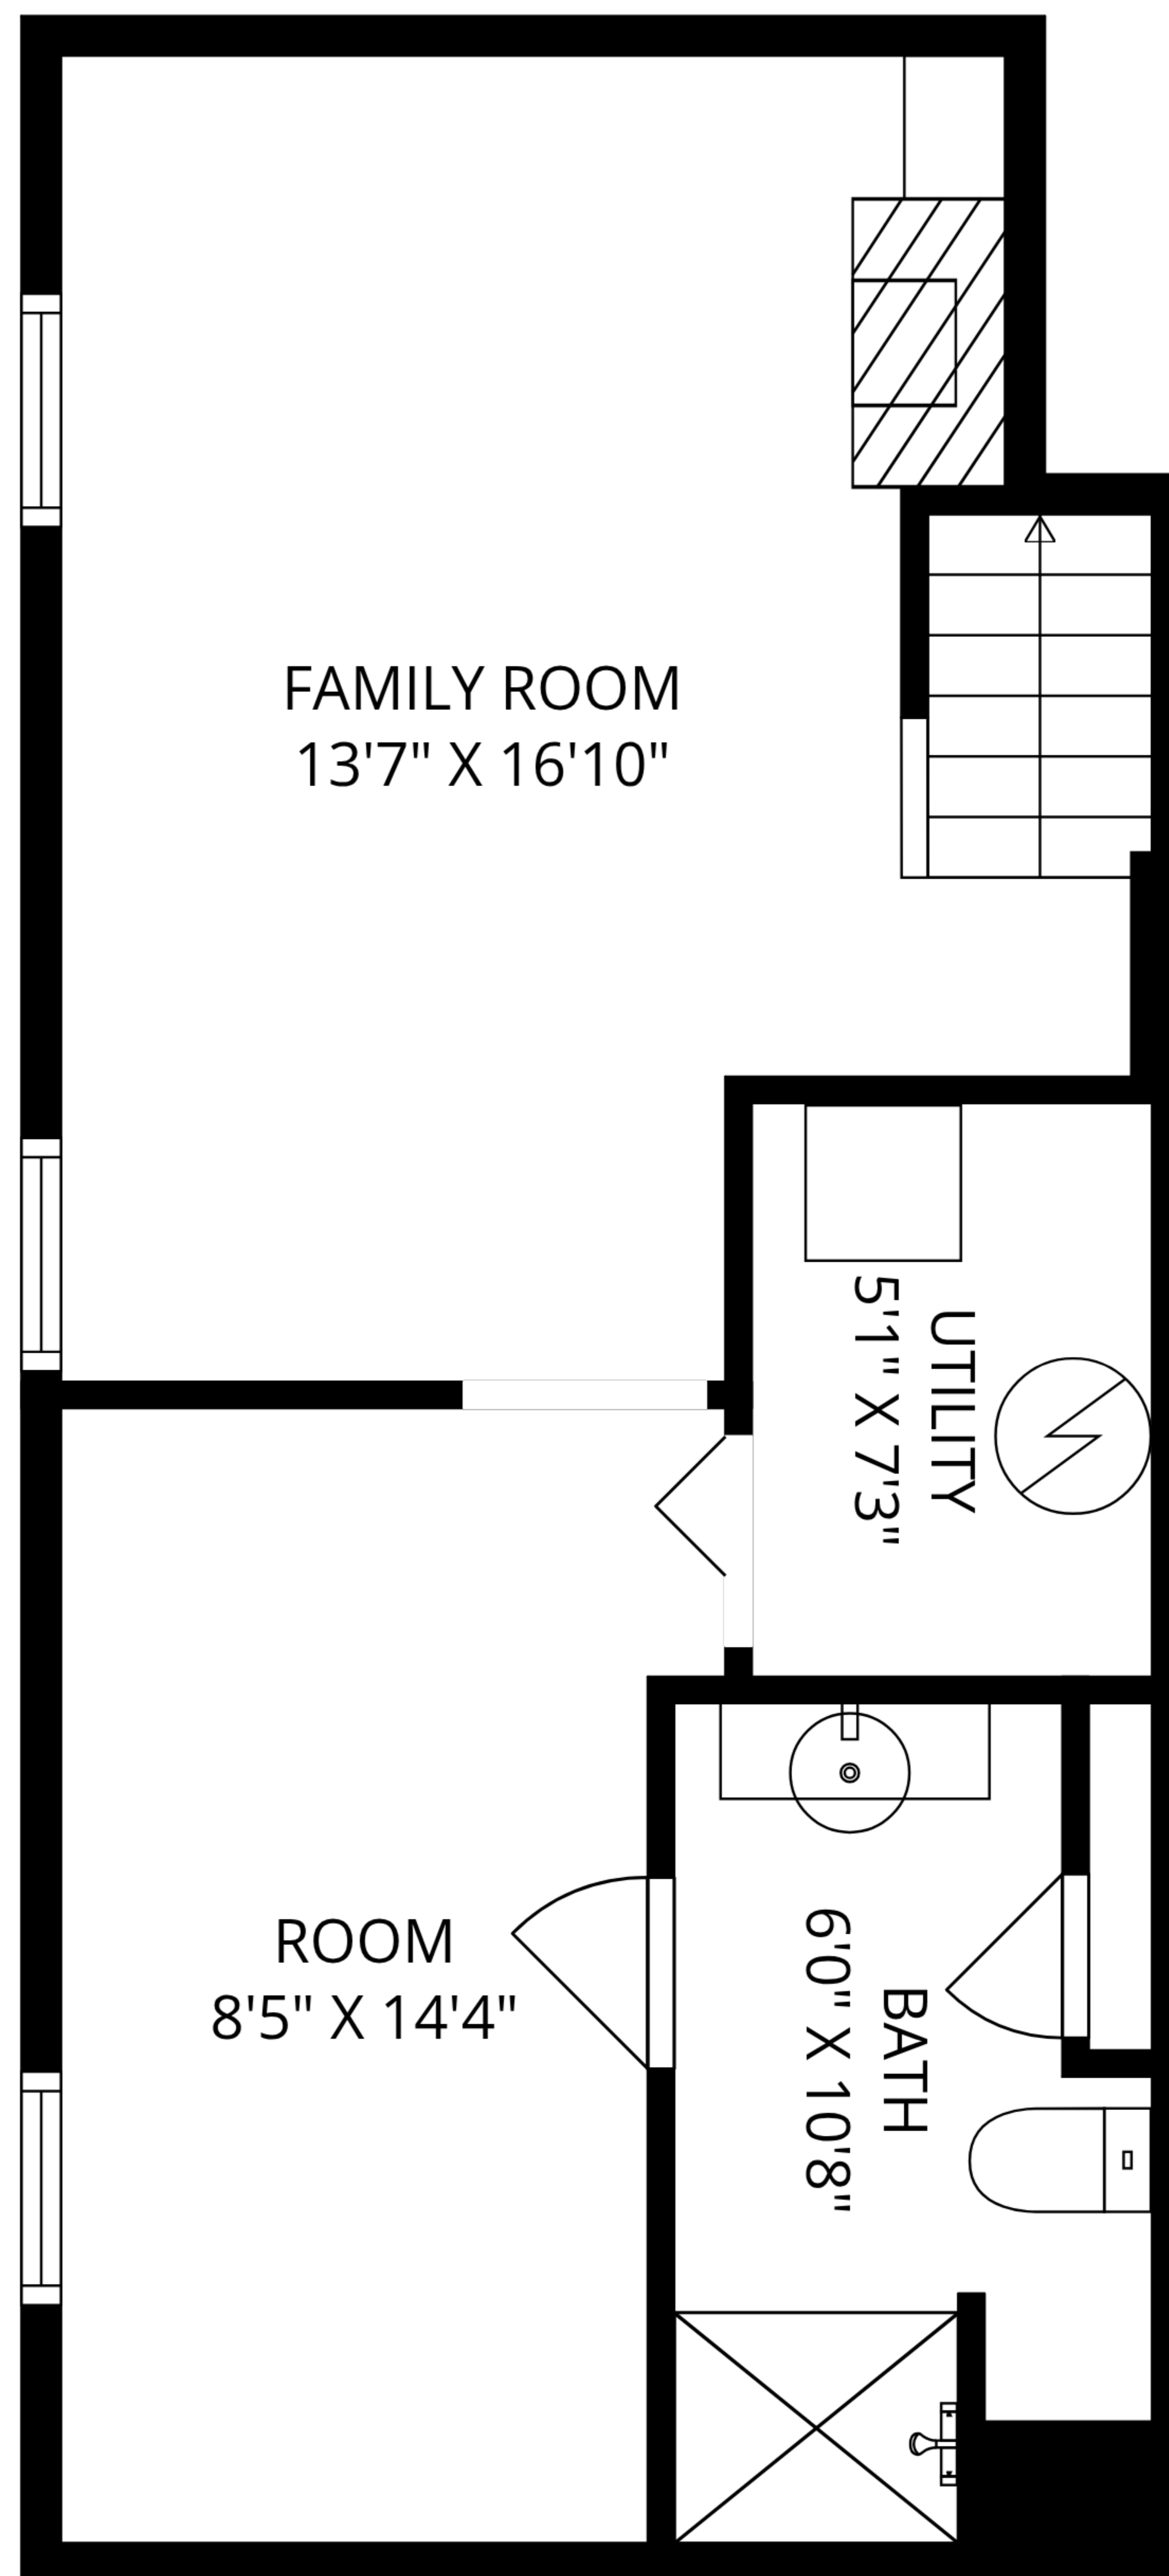 FAMILY ROOM
13'7" X 16'10"
UTILITY
5'1" X 7'3"
ROOM
8'5" X 14'4"
BATH
6'0" X 10'8"